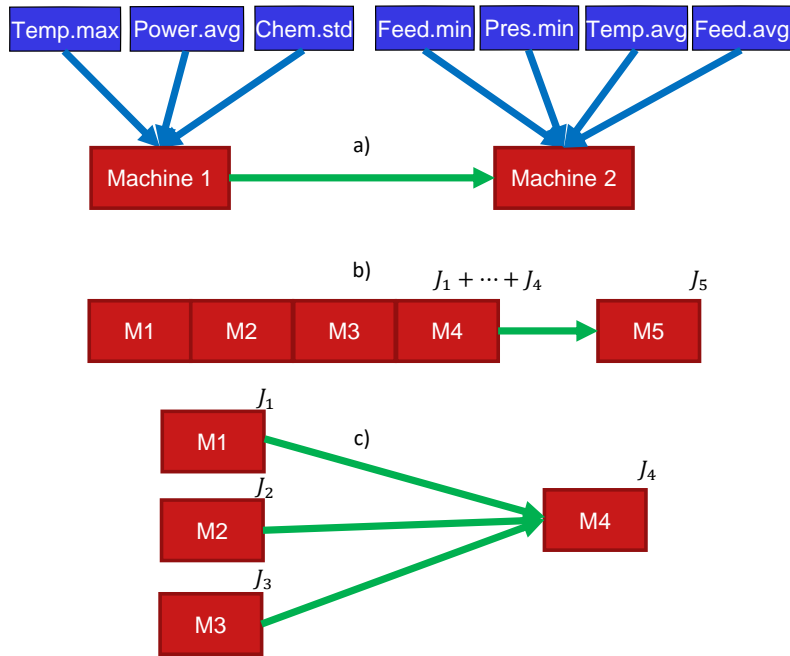 Temp.max Power.avg Chem.std Feed.min Pres.min Temp.avg Feed.avg
a)
Machine 1 Machine 2
b) J₁ + ⋯ + J₄ J₅
M1 M2 M3 M4 M5
J₁
M1 c)
J₄
J₂
M2 M4
J₃
M3